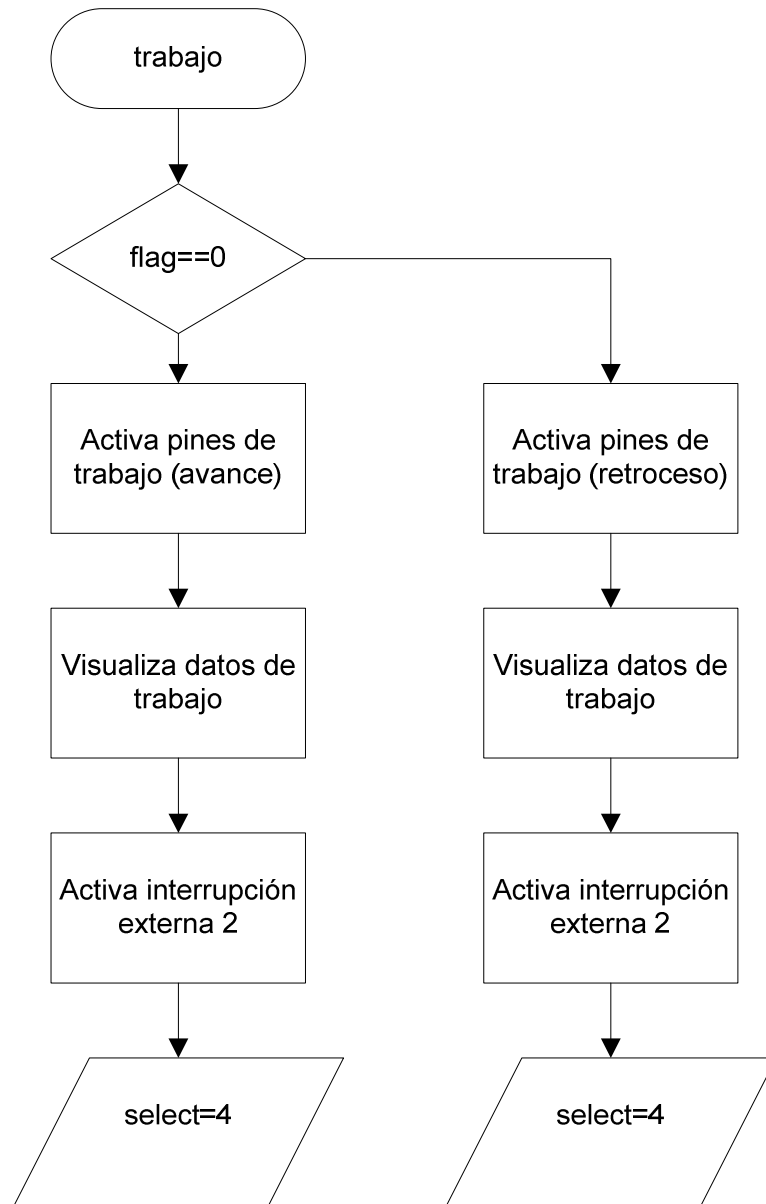 trabajo
flag==0
Activa pines de
trabajo (avance)
Visualiza datos de
trabajo
Activa interrupción
externa 2
select=4
Activa pines de
trabajo (retroceso)
Visualiza datos de
trabajo
Activa interrupción
externa 2
select=4